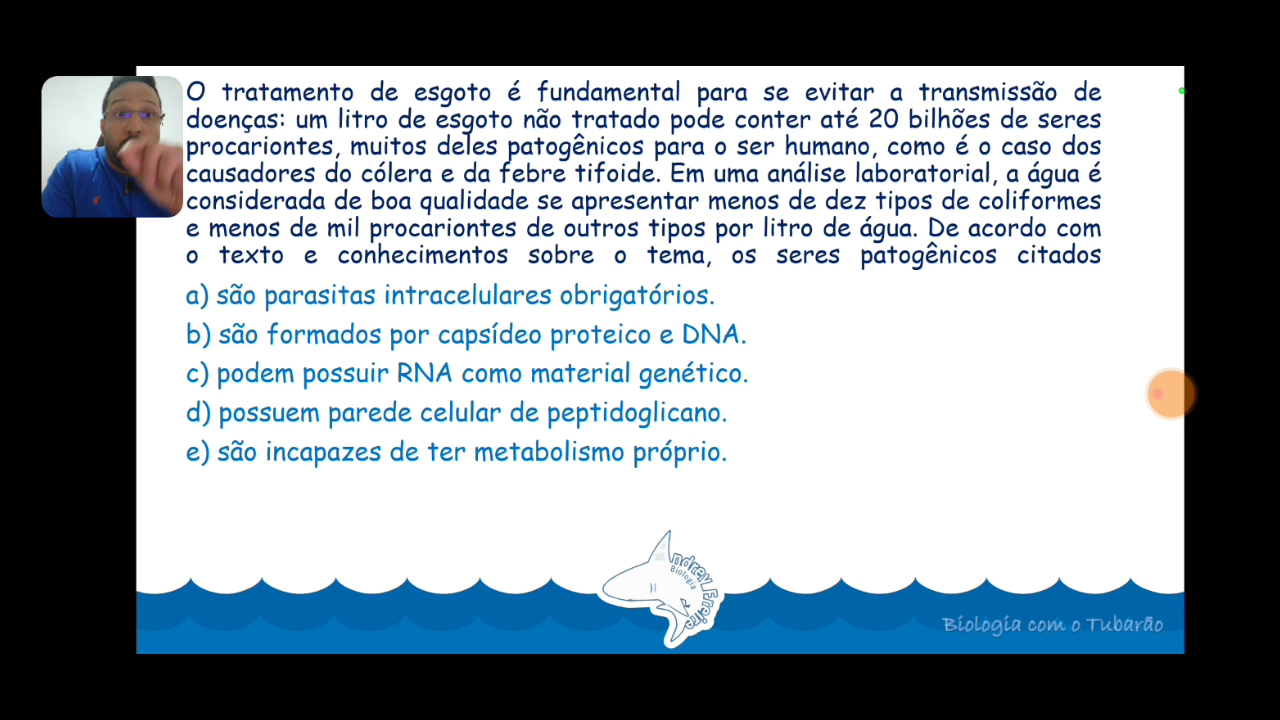 O tratamento de esgoto é fundamental para se evitar a transmissão de
doenças: um litro de esgoto não tratado pode conter até 20 bilhões de seres
procariontes, muitos deles patogênicos para o ser humano, como é o caso dos
causadores do cólera e da febre tifoide. Em uma análise laboratorial, a água é
considerada de boa qualidade se apresentar menos de dez tipos de coliformes
e menos de mil procariontes de outros tipos por litro de água. De acordo com
o texto e conhecimentos sobre o tema, os seres patogênicos citados
a) são parasitas intracelulares obrigatórios.
b) são formados por capsídeo proteico e DNA.
c) podem possuir RNA como material genético.
d) possuem parede celular de peptidoglicano.
e) são incapazes de ter metabolismo próprio.
Biologia
Biologia com o Tubarão